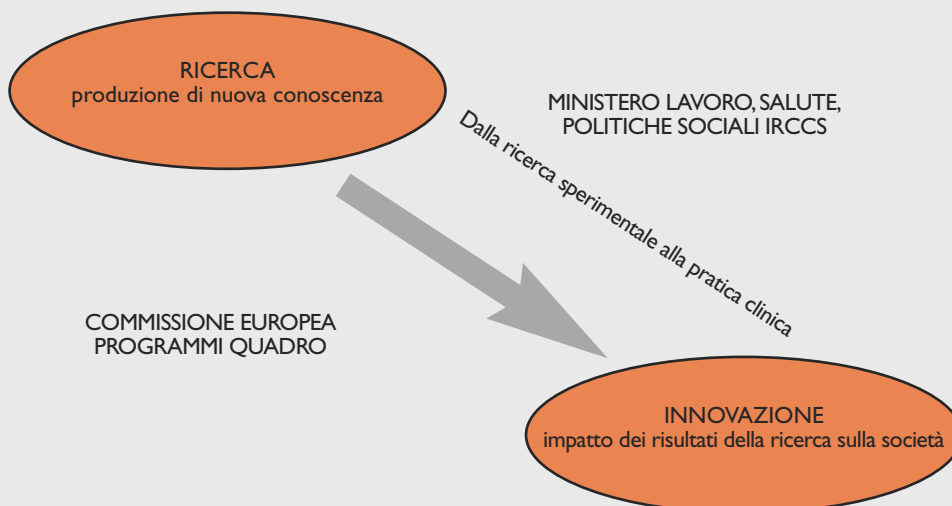 RICERCA
produzione di nuova conoscenza
MINISTERO LAVORO, SALUTE,
POLITICHE SOCIALI IRCCS
Dalla ricerca sperimentale alla pratica clinica
COMMISSIONE EUROPEA
PROGRAMMI QUADRO
INNOVAZIONE
impatto dei risultati della ricerca sulla società